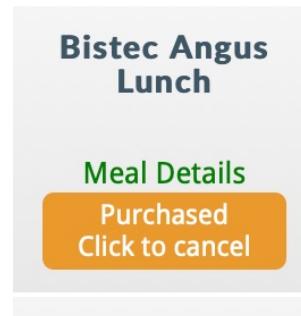 Bistec Angus
Lunch
Meal Details
Purchased
Click to cancel